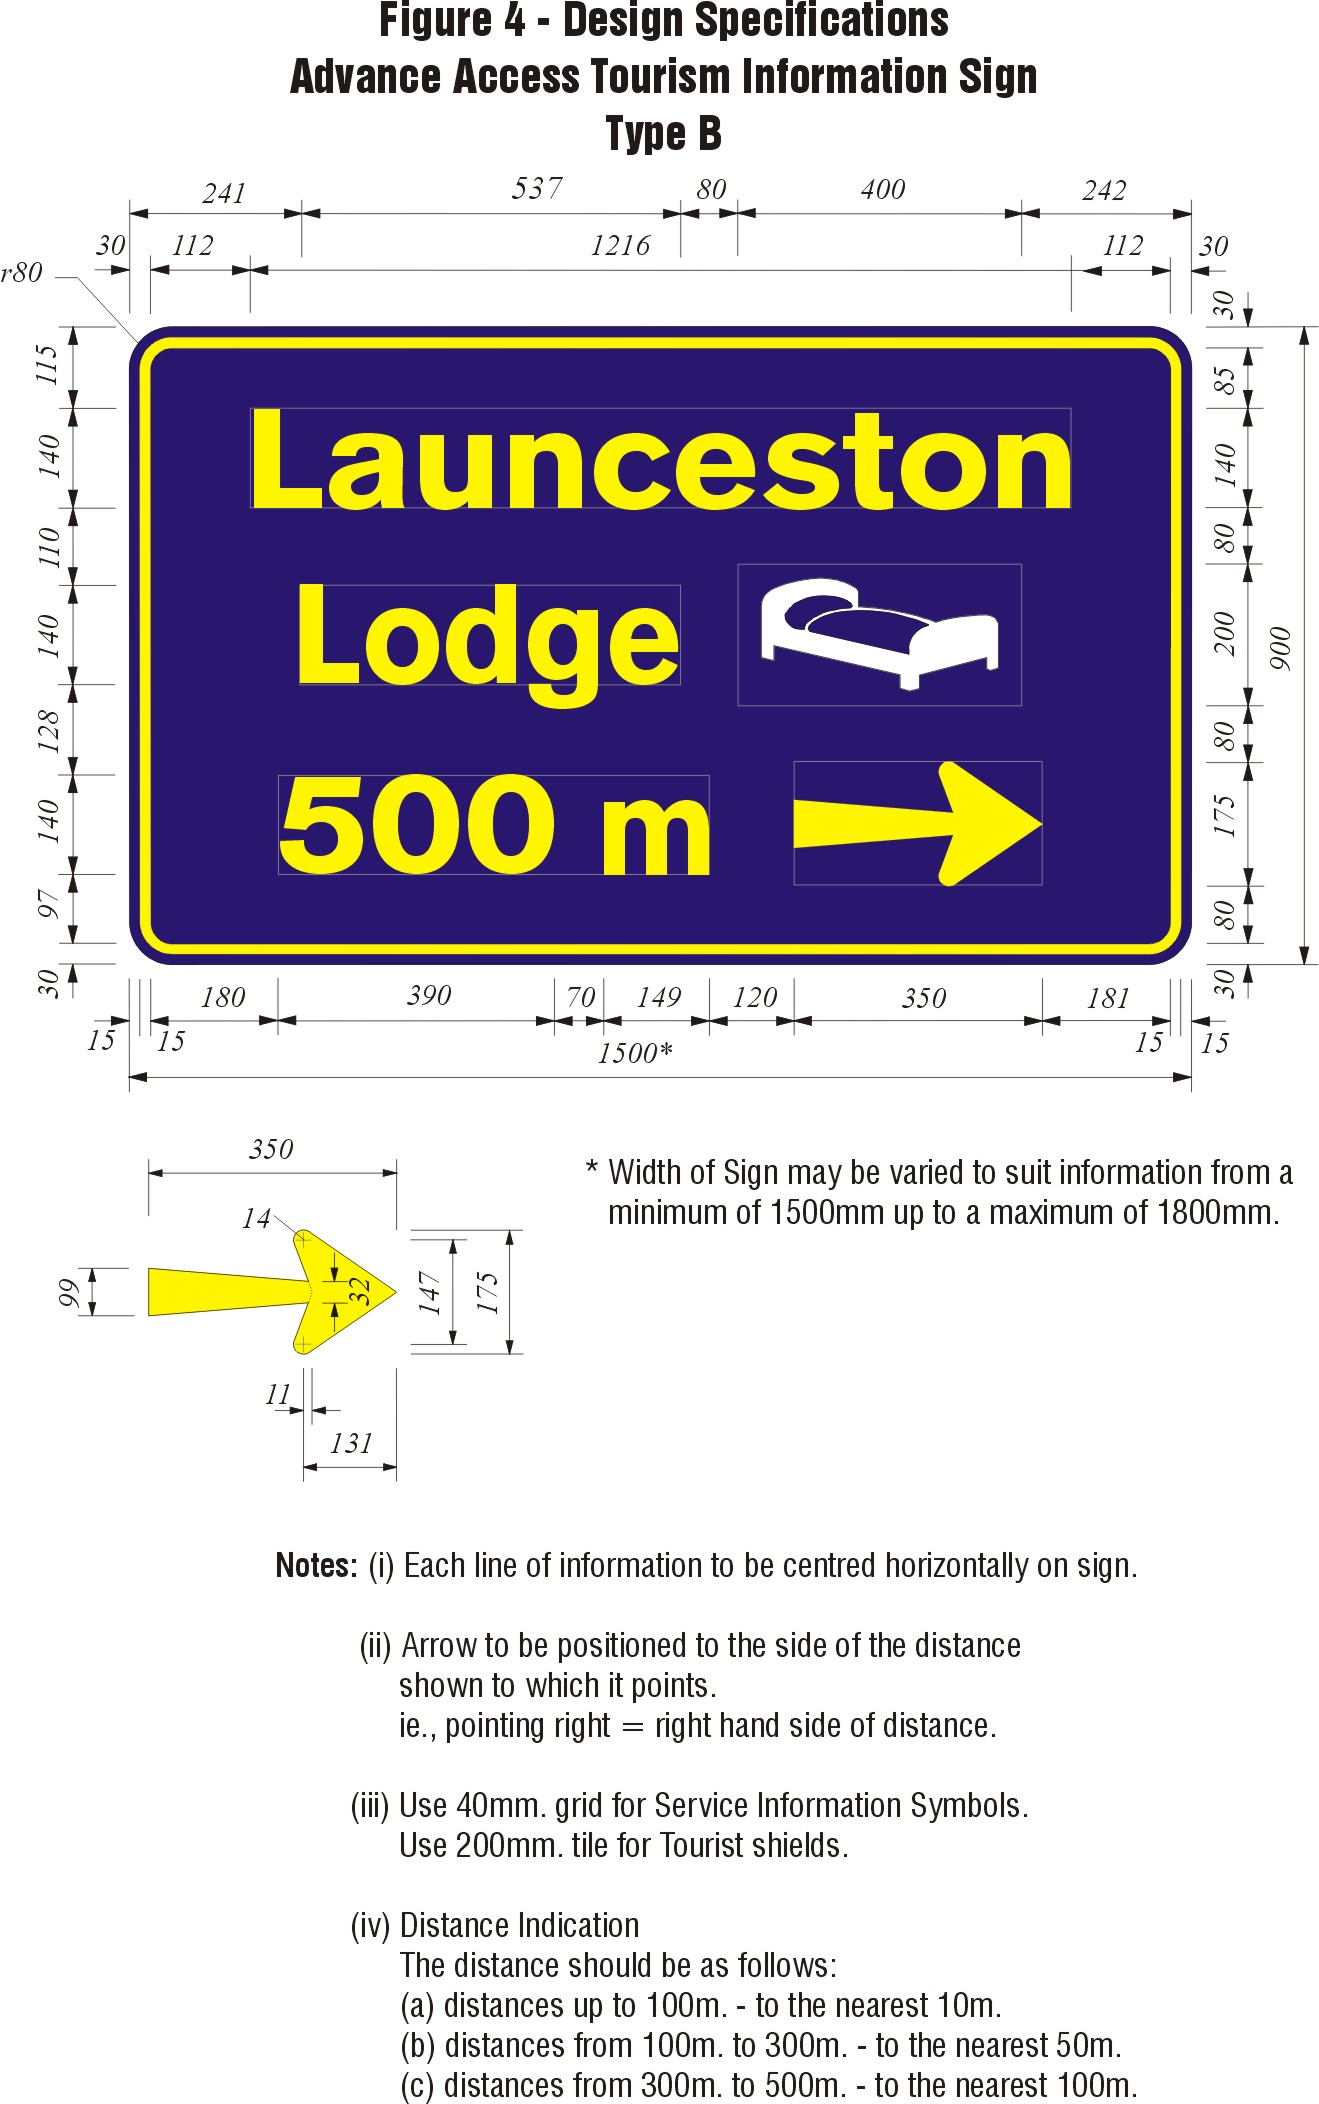 Figure 4 - Design Specifications
Advance Access Tourism Information Sign
Type B
241 537 80 400 242
30 112 1216 112 30
r80
30
115
85
Launceston
140
140
110
80
Lodge
140
200
900
128
80
500 m
140
175
97
80
30
30
180 390 70 149 120 350 181
15 15 1500* 15 15
350
14
99
32
147
175
11
131
* Width of Sign may be varied to suit information from a
minimum of 1500mm up to a maximum of 1800mm.
Notes: (i) Each line of information to be centred horizontally on sign.
(ii) Arrow to be positioned to the side of the distance
shown to which it points.
ie., pointing right = right hand side of distance.
(iii) Use 40mm. grid for Service Information Symbols.
Use 200mm. tile for Tourist shields.
(iv) Distance Indication
The distance should be as follows:
(a) distances up to 100m. - to the nearest 10m.
(b) distances from 100m. to 300m. - to the nearest 50m.
(c) distances from 300m. to 500m. - to the nearest 100m.